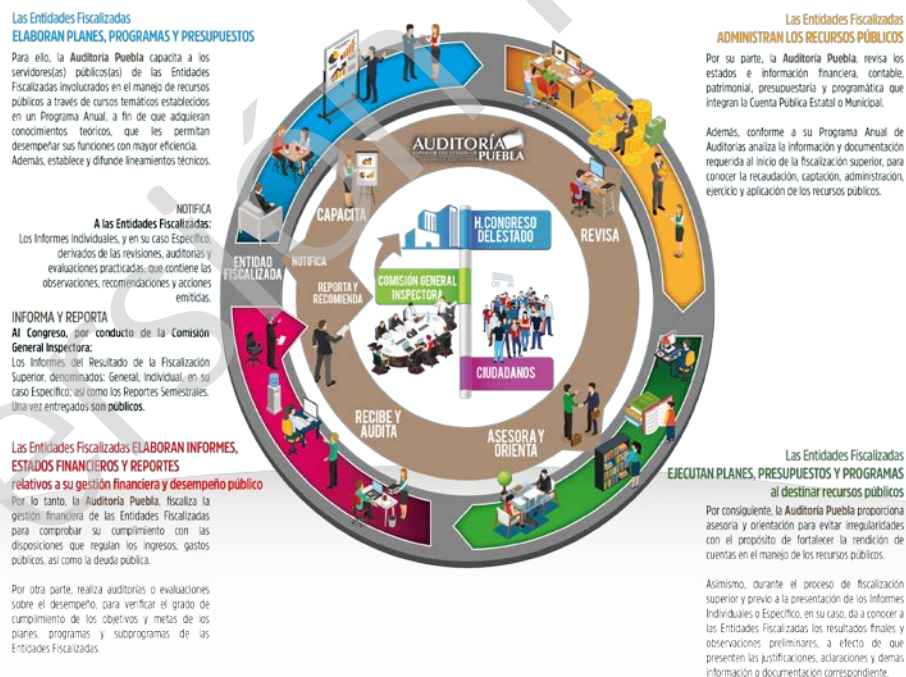 Las Entidades Fiscalizadas
ELABORAN PLANES, PROGRAMAS Y PRESUPUESTOS
Para ello, la Auditoría Puebla capacita a los
servidores(as) públicos(as) de las Entidades
Fiscalizadas involucrados en el manejo de recursos
públicos a través de cursos temáticos establecidos
en un Programa Anual, a fin de que adquieran
conocimientos teóricos, que les permitan
desempeñar sus funciones con mayor eficiencia.
Además, establece y difunde lineamientos técnicos.
NOTIFICA
A las Entidades Fiscalizadas:
Los Informes Individuales, y en su caso Específico,
derivados de las revisiones, auditorías y
evaluaciones practicadas, que contiene las
observaciones, recomendaciones y acciones
emitidas.
INFORMA Y REPORTA
Al Congreso, por conducto de la Comisión
General Inspectora:
Los Informes del Resultado de la Fiscalización
Superior, denominados: General, Individual, en su
caso Específico; así como los Reportes Semestrales.
Una vez entregados son públicos.
Las Entidades Fiscalizadas ELABORAN INFORMES,
ESTADOS FINANCIEROS Y REPORTES
relativos a su gestión financiera y desempeño público
Por lo tanto, la Auditoría Puebla, fiscaliza la
gestión financiera de las Entidades Fiscalizadas
para comprobar su cumplimiento con las
disposiciones que regulan los ingresos, gastos
públicos, así como la deuda pública.
Por otra parte, realiza auditorías o evaluaciones
sobre el desempeño, para verificar el grado de
cumplimiento de los objetivos y metas de los
planes, programas y subprogramas de las
Entidades Fiscalizadas.
AUDITORÍA
PUEBLA
CAPACITA
REVISA
H. CONGRESO
DEL ESTADO
ENTIDAD
FISCALIZADA
NOTIFICA
REPORTA Y
RECOMIENDA
COMISIÓN GENERAL
INSPECTORA
CIUDADANOS
RECIBE Y
AUDITA
ASESORA Y
ORIENTA
Las Entidades Fiscalizadas
ADMINISTRAN LOS RECURSOS PÚBLICOS
Por su parte, la Auditoría Puebla, revisa los
estados e información financiera, contable,
patrimonial, presupuestaria y programática que
integran la Cuenta Pública Estatal o Municipal.
Además, conforme a su Programa Anual de
Auditorías analiza la información y documentación
requerida al inicio de la fiscalización superior, para
conocer la recaudación, captación, administración,
ejercicio y aplicación de los recursos públicos.
Las Entidades Fiscalizadas
EJECUTAN PLANES, PRESUPUESTOS Y PROGRAMAS
al destinar recursos públicos
Por consiguiente, la Auditoría Puebla proporciona
asesoría y orientación para evitar irregularidades
con el propósito de fortalecer la rendición de
cuentas en el manejo de los recursos públicos.
Asimismo, durante el proceso de fiscalización
superior y previo a la presentación de los Informes
Individuales o Específico, en su caso, da a conocer a
las Entidades Fiscalizadas los resultados finales y
observaciones preliminares, a efecto de que
presenten las justificaciones, aclaraciones y demás
información o documentación correspondiente.